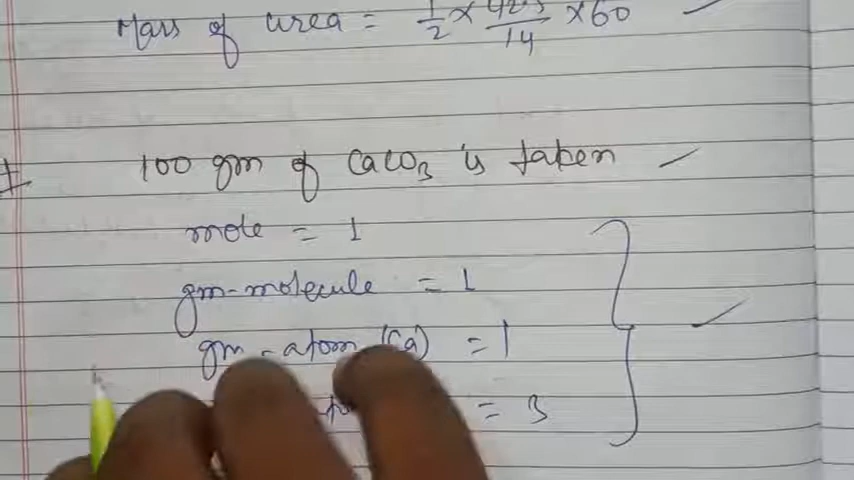 Mass of urea = 1/2 × /14 × 60
100 gm of CaCO3 is taken
mole = 1
gm-molecule = 1
gm-atom (Ca) = 1
= 3